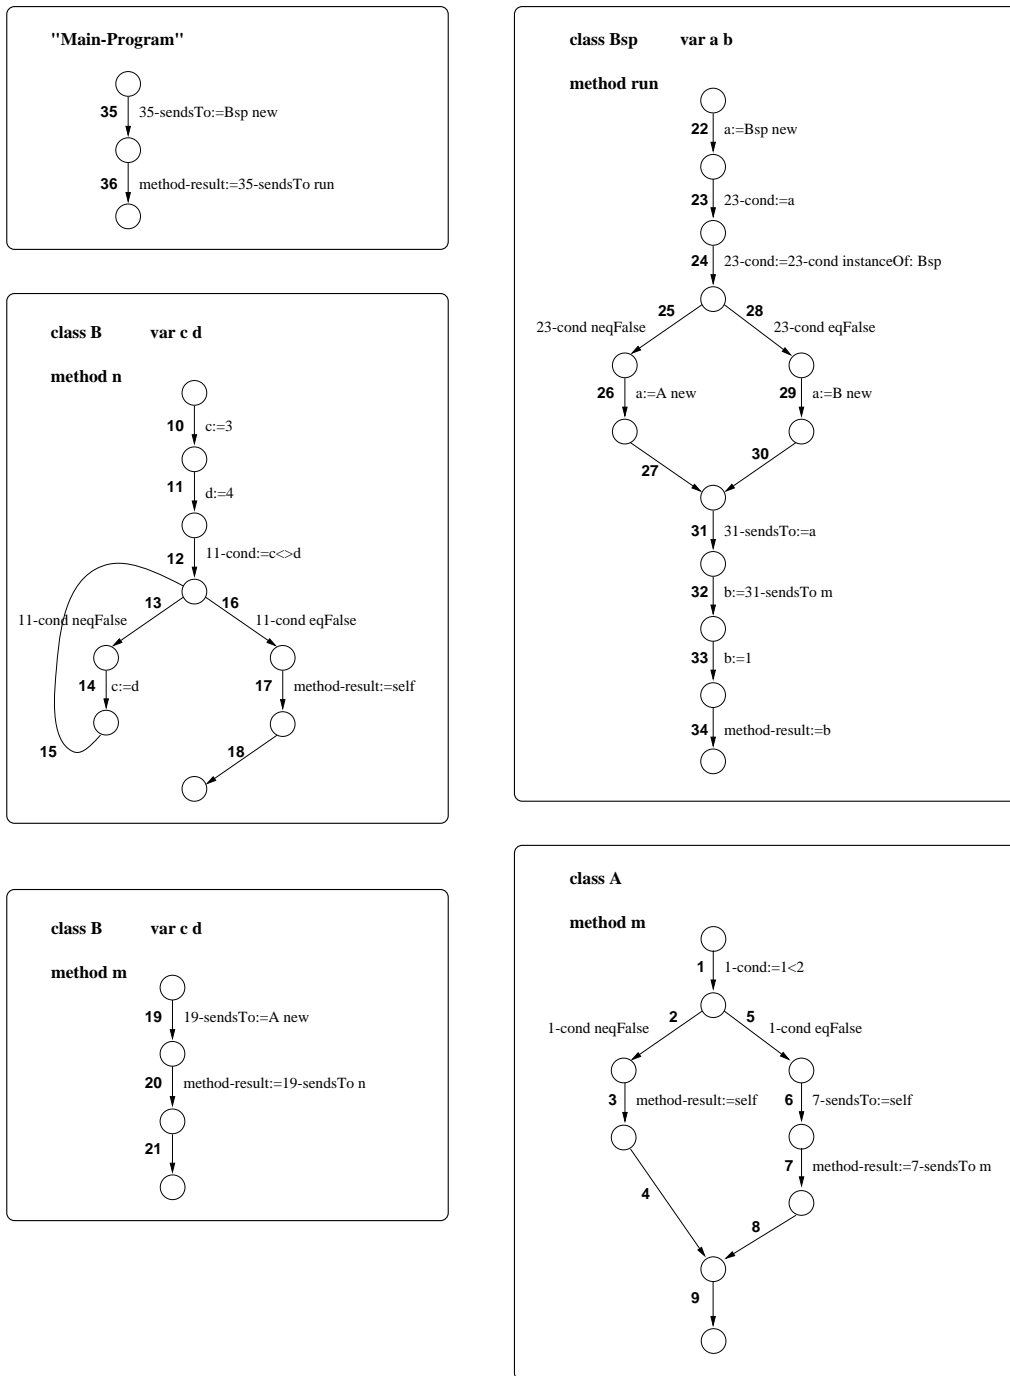 "Main-Program"
35 35-sendsTo:=Bsp new
36 method-result:=35-sendsTo run
class B var c d
method n
10 c:=3
11 d:=4
12 11-cond:=c<>d
13 16
11-cond neqFalse 11-cond eqFalse
14 c:=d 17 method-result:=self
15 18
class B var c d
method m
19 19-sendsTo:=A new
20 method-result:=19-sendsTo n
21
class Bsp var a b
method run
22 a:=Bsp new
23 23-cond:=a
24 23-cond:=23-cond instanceOf: Bsp
25 28
23-cond neqFalse 23-cond eqFalse
26 a:=A new 29 a:=B new
27 30
31 31-sendsTo:=a
32 b:=31-sendsTo m
33 b:=1
34 method-result:=b
class A
method m
1 1-cond:=1<2
2 5
1-cond neqFalse 1-cond eqFalse
3 method-result:=self 6 7-sendsTo:=self
7 method-result:=7-sendsTo m
4 8
9